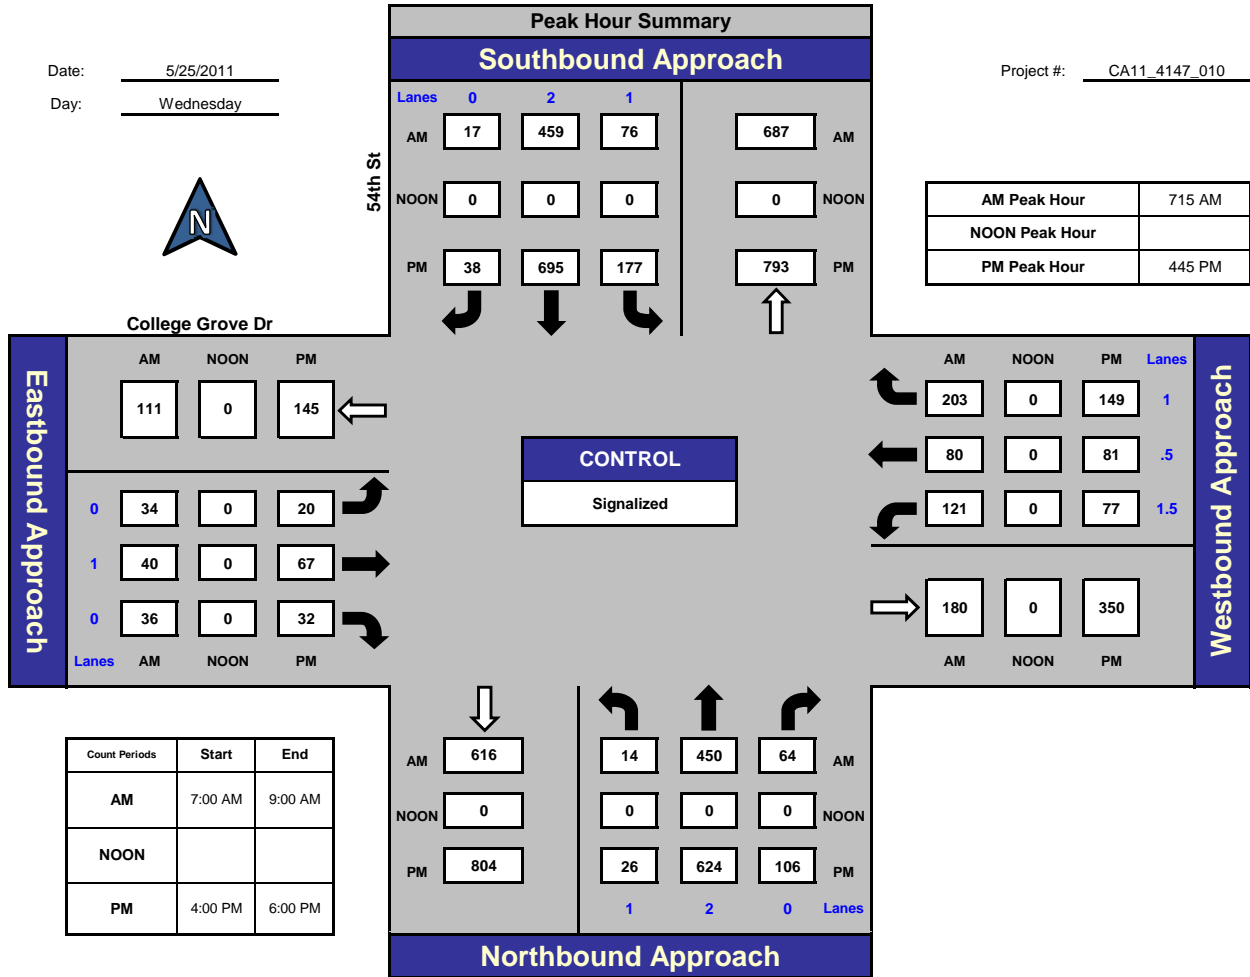 Peak Hour Summary
Southbound Approach
Date: 5/25/2011
Day: Wednesday
Project #: CA11_4147_010
N
54th St
Lanes 0 2 1
AM 17 459 76 687 AM
NOON 0 0 0 0 NOON
PM 38 695 177 793 PM
AM Peak Hour 715 AM
NOON Peak Hour
PM Peak Hour 445 PM
College Grove Dr
Eastbound Approach
AM NOON PM
111 0 145
0 34 0 20
1 40 0 67
0 36 0 32
Lanes AM NOON PM
CONTROL
Signalized
AM NOON PM Lanes
203 0 149 1
80 0 81 .5
121 0 77 1.5
180 0 350
AM NOON PM
Westbound Approach
Count Periods Start End
AM 7:00 AM 9:00 AM
NOON
PM 4:00 PM 6:00 PM
AM 616 14 450 64 AM
NOON 0 0 0 0 NOON
PM 804 26 624 106 PM
1 2 0 Lanes
Northbound Approach